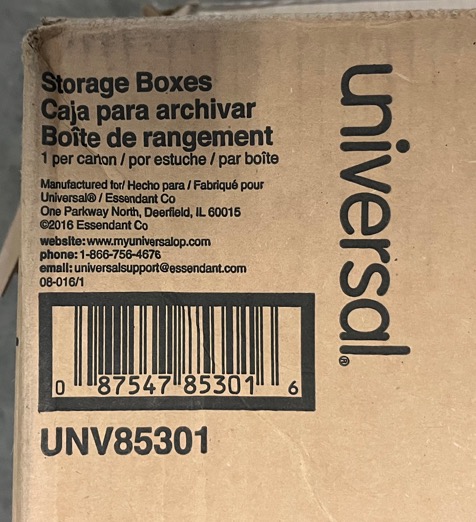 Storage Boxes
Caja para archivar
Boîte de rangement
1 per carton / por estuche / par boîte
Manufactured for/ Hecho para / Fabriqué pour
Universal® / Essendant Co
One Parkway North, Deerfield, IL 60015
©2016 Essendant Co
website: www.myuniversalop.com
phone: 1-866-756-4676
email: universalsupport@essendant.com
08-016/1
0 87547 85301 6
UNV85301
universal®